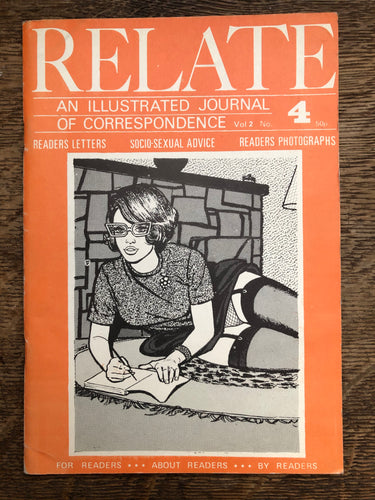 RELATE
AN ILLUSTRATED JOURNAL
OF CORRESPONDENCE Vol 2 No. 4 50p
READERS LETTERS SOCIO-SEXUAL ADVICE READERS PHOTOGRAPHS
FOR READERS ••• ABOUT READERS ••• BY READERS